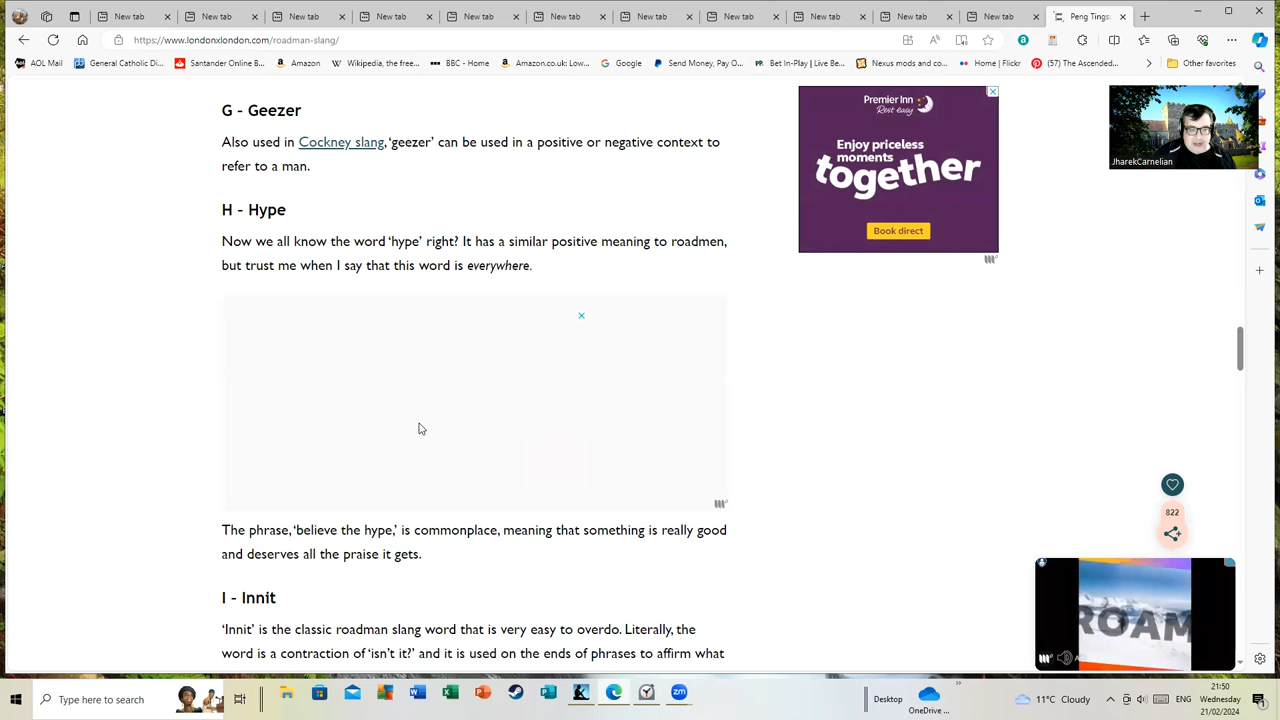 New tab
New tab
New tab
New tab
New tab
New tab
New tab
New tab
New tab
New tab
New tab
Peng Tings:
https://www.londonxlondon.com/roadman-slang/
AOL Mail
General Catholic Di...
Santander Online B...
Amazon
Wikipedia, the free...
BBC - Home
Amazon.co.uk: Low...
Google
Send Money, Pay O...
Bet In-Play | Live Be...
Nexus mods and co...
Home | Flickr
(57) The Ascended...
Other favorites
G - Geezer
Also used in Cockney slang, ‘geezer’ can be used in a positive or negative context to
refer to a man.
H - Hype
Now we all know the word ‘hype’ right? It has a similar positive meaning to roadmen,
but trust me when I say that this word is everywhere.
The phrase, ‘believe the hype,’ is commonplace, meaning that something is really good
and deserves all the praise it gets.
I - Innit
‘Innit’ is the classic roadman slang word that is very easy to overdo. Literally, the
word is a contraction of ‘isn’t it?’ and it is used on the ends of phrases to affirm what
Premier Inn
Rest easy
Enjoy priceless
moments
together
Book direct
JharekCarnelian
822
ROAM
Type here to search
Desktop
OneDrive
11°C Cloudy
ENG
21:50
Wednesday
21/02/2024